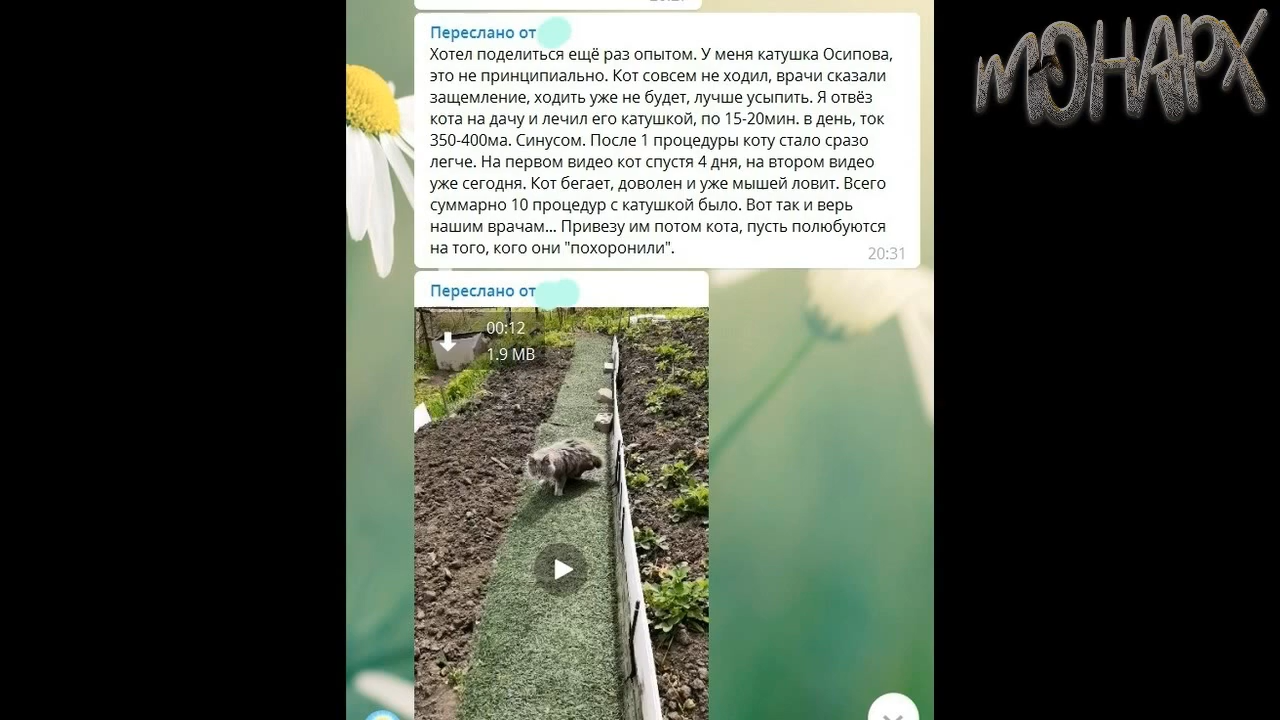 Переслано от
Хотел поделиться ещё раз опытом. У меня катушка Осипова,
это не принципиально. Кот совсем не ходил, врачи сказали
защемление, ходить уже не будет, лучше усыпить. Я отвёз
кота на дачу и лечил его катушкой, по 15-20мин. в день, ток
350-400ма. Синусом. После 1 процедуры коту стало сразо
легче. На первом видео кот спустя 4 дня, на втором видео
уже сегодня. Кот бегает, доволен и уже мышей ловит. Всего
суммарно 10 процедур с катушкой было. Вот так и верь
нашим врачам... Привезу им потом кота, пусть полюбуются
на того, кого они "похоронили".
20:31
Переслано от
00:12
1.9 MB
МОНАРХ